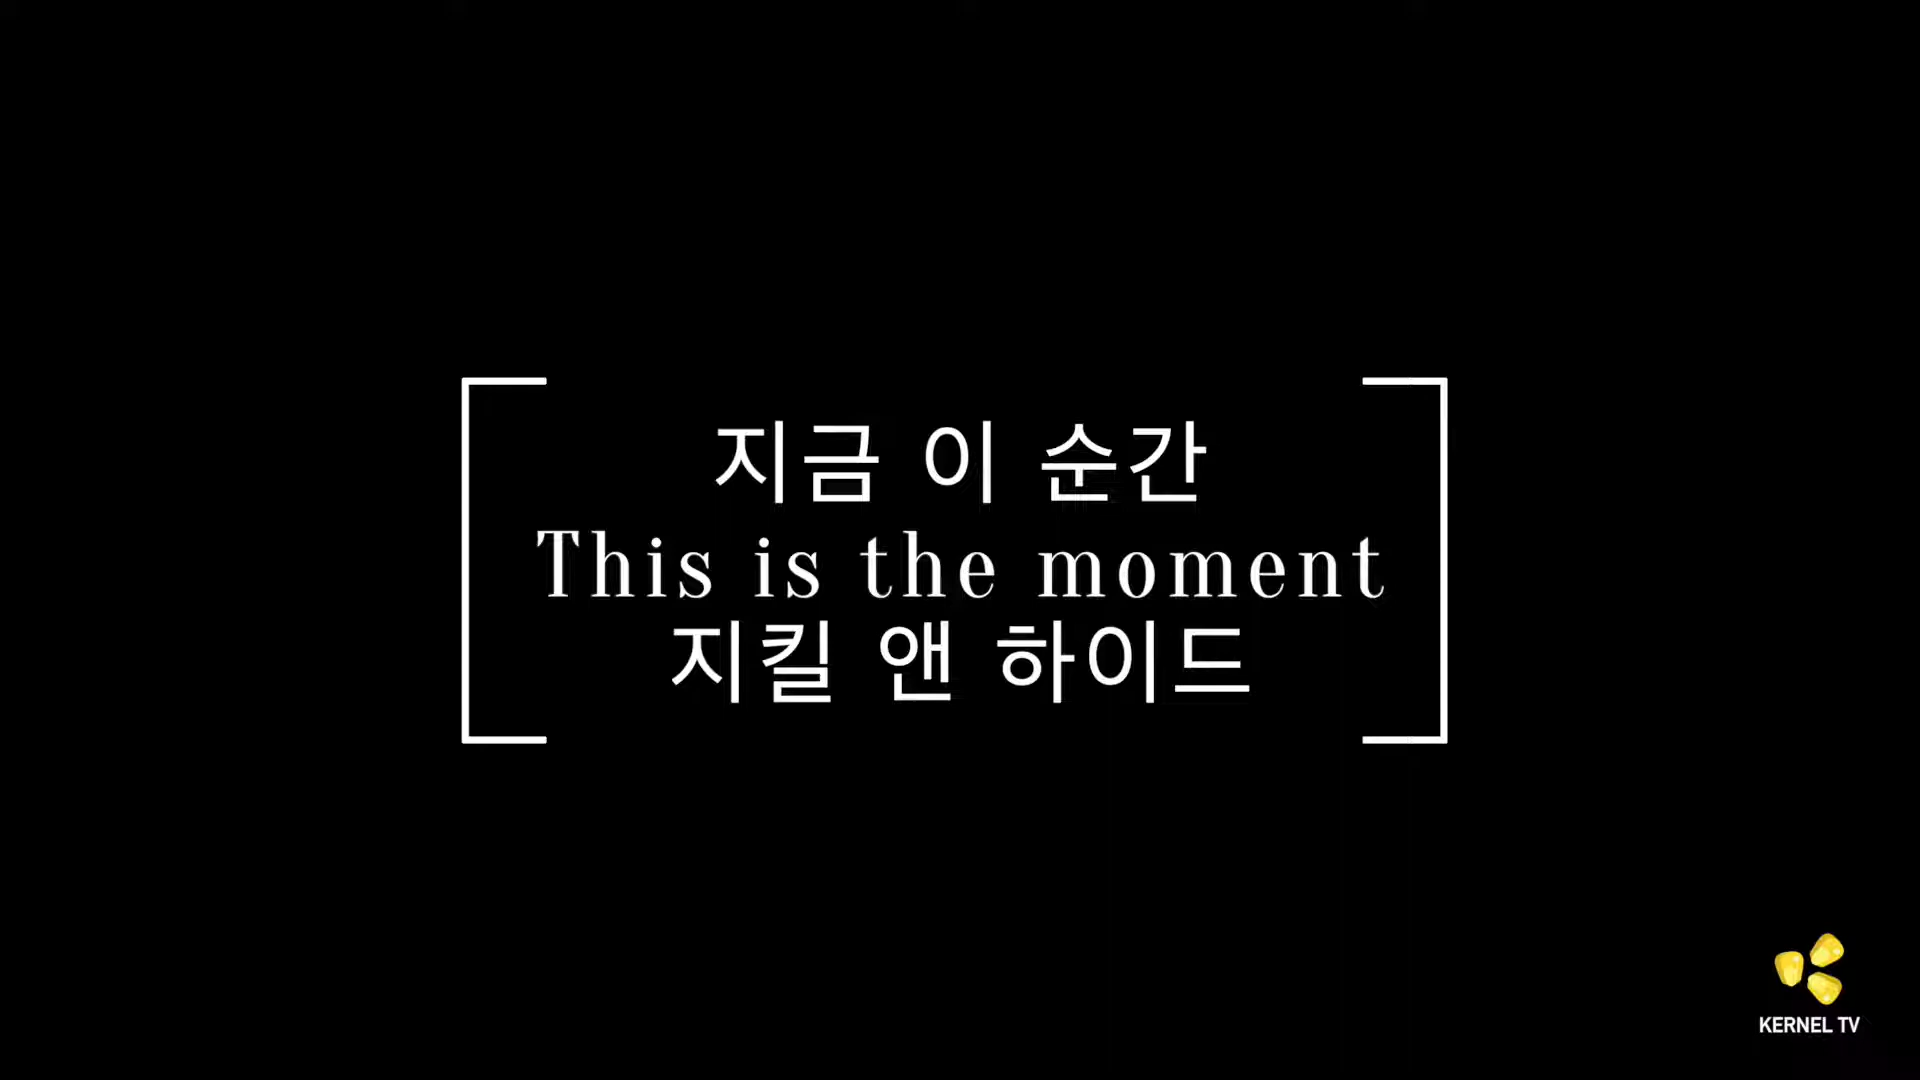 지금 이 순간
This is the moment
지킬 앤 하이드
KERNEL TV